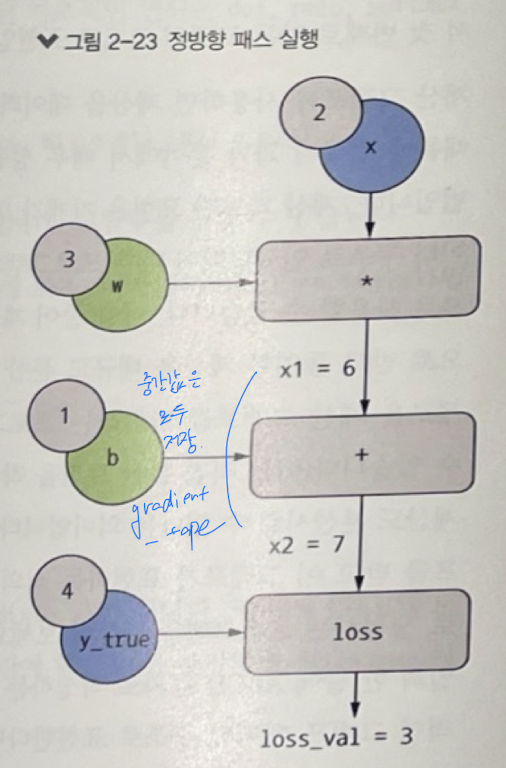 그림 2-23 정방향 패스 실행
2
x
3
w
*
x1 = 6
중간값은
모두
저장.
1
b
+
gradient
x2 = 7
4
y_true
loss
loss_val = 3